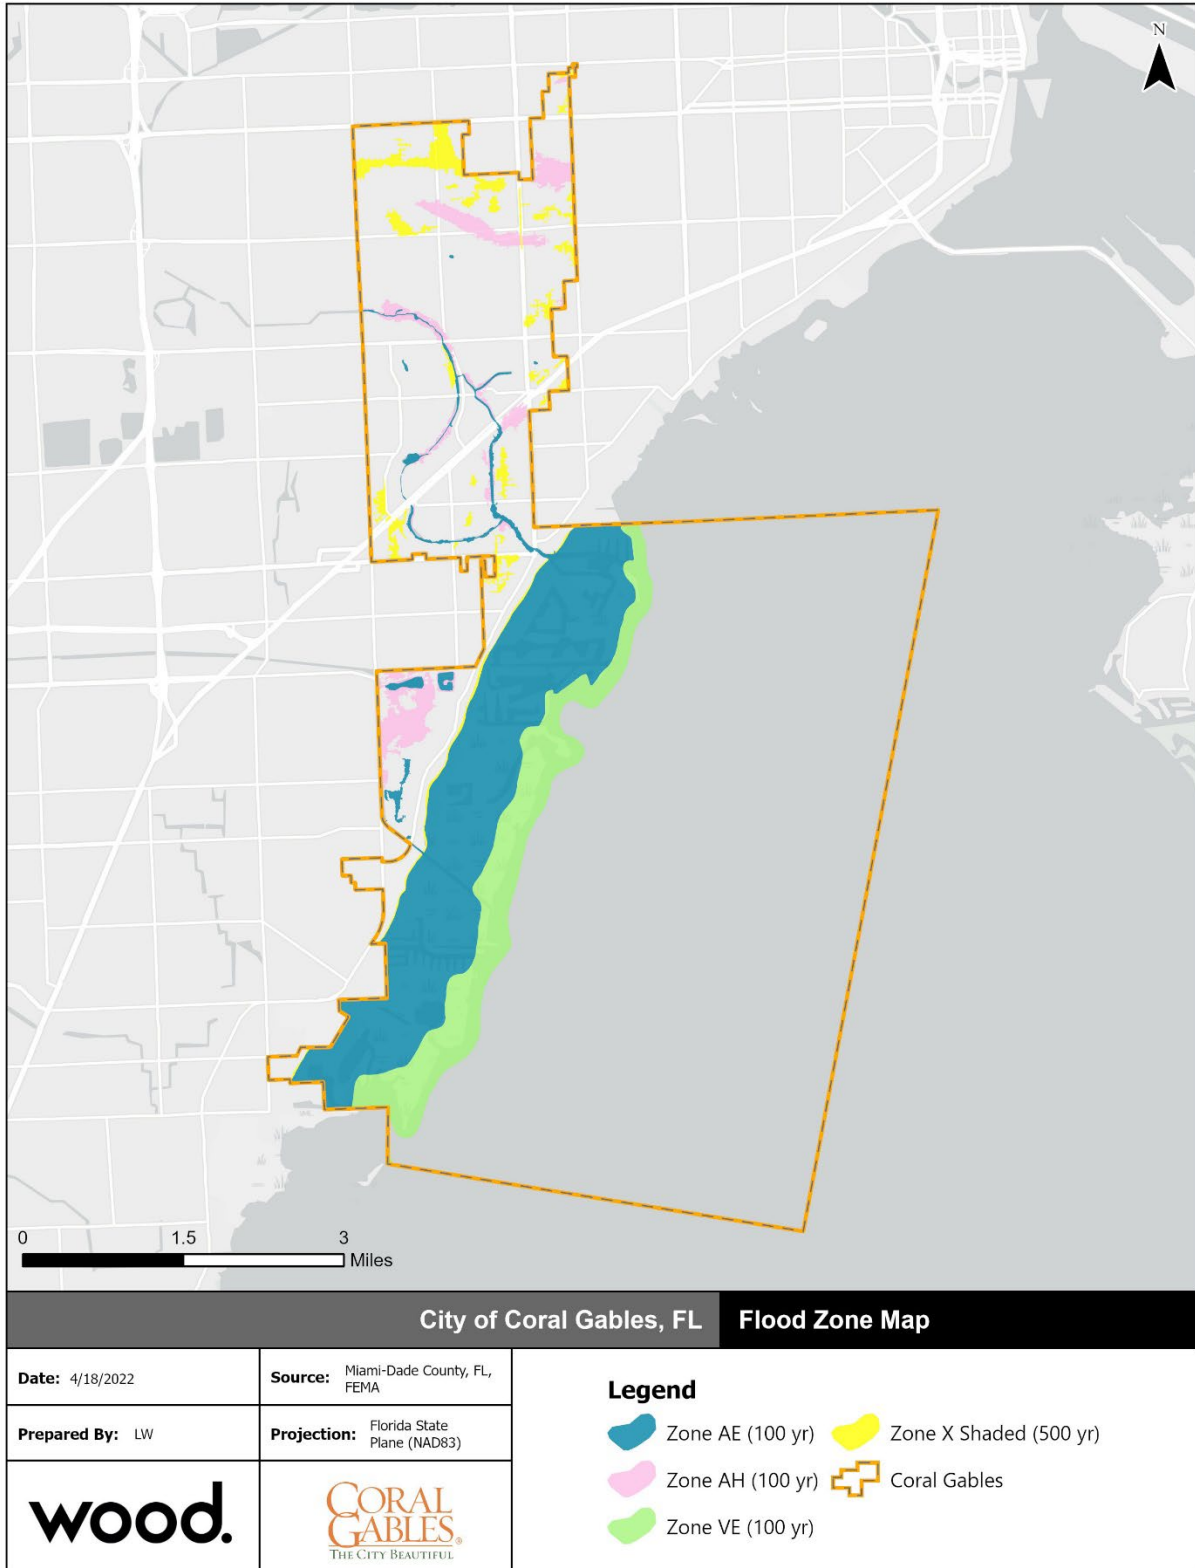 N
0 1.5 3
Miles
City of Coral Gables, FL Flood Zone Map
Date: 4/18/2022
Source: Miami-Dade County, FL,
FEMA
Prepared By: LW
Projection: Florida State
Plane (NAD83)
wood.
CORAL
GABLES®
THE CITY BEAUTIFUL
Legend
Zone AE (100 yr)
Zone X Shaded (500 yr)
Zone AH (100 yr)
Coral Gables
Zone VE (100 yr)